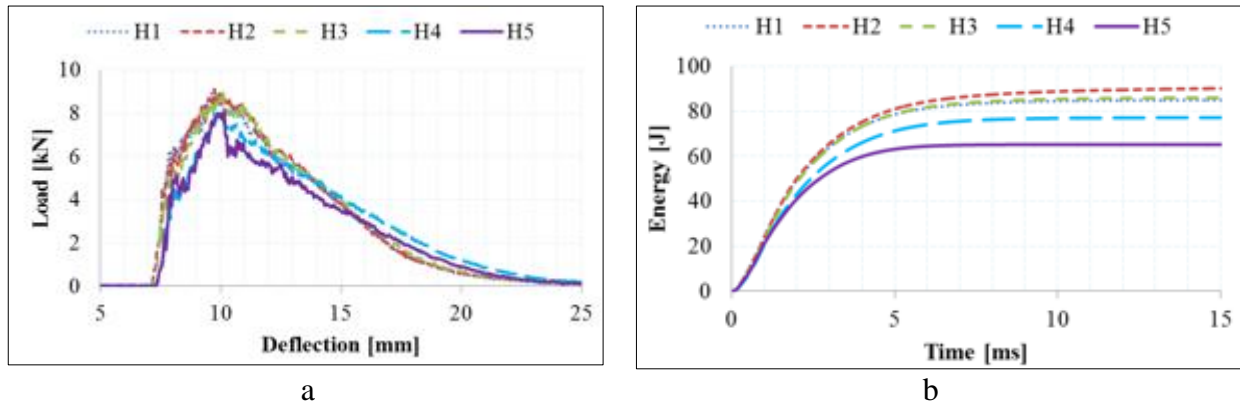 H1 H2 H3 H4 H5
10
8
6
4
2
0
Load [kN]
5 10 15 20 25
Deflection [mm]
a
H1 H2 H3 H4 H5
100
80
60
40
20
0
Energy [J]
0 5 10 15
Time [ms]
b